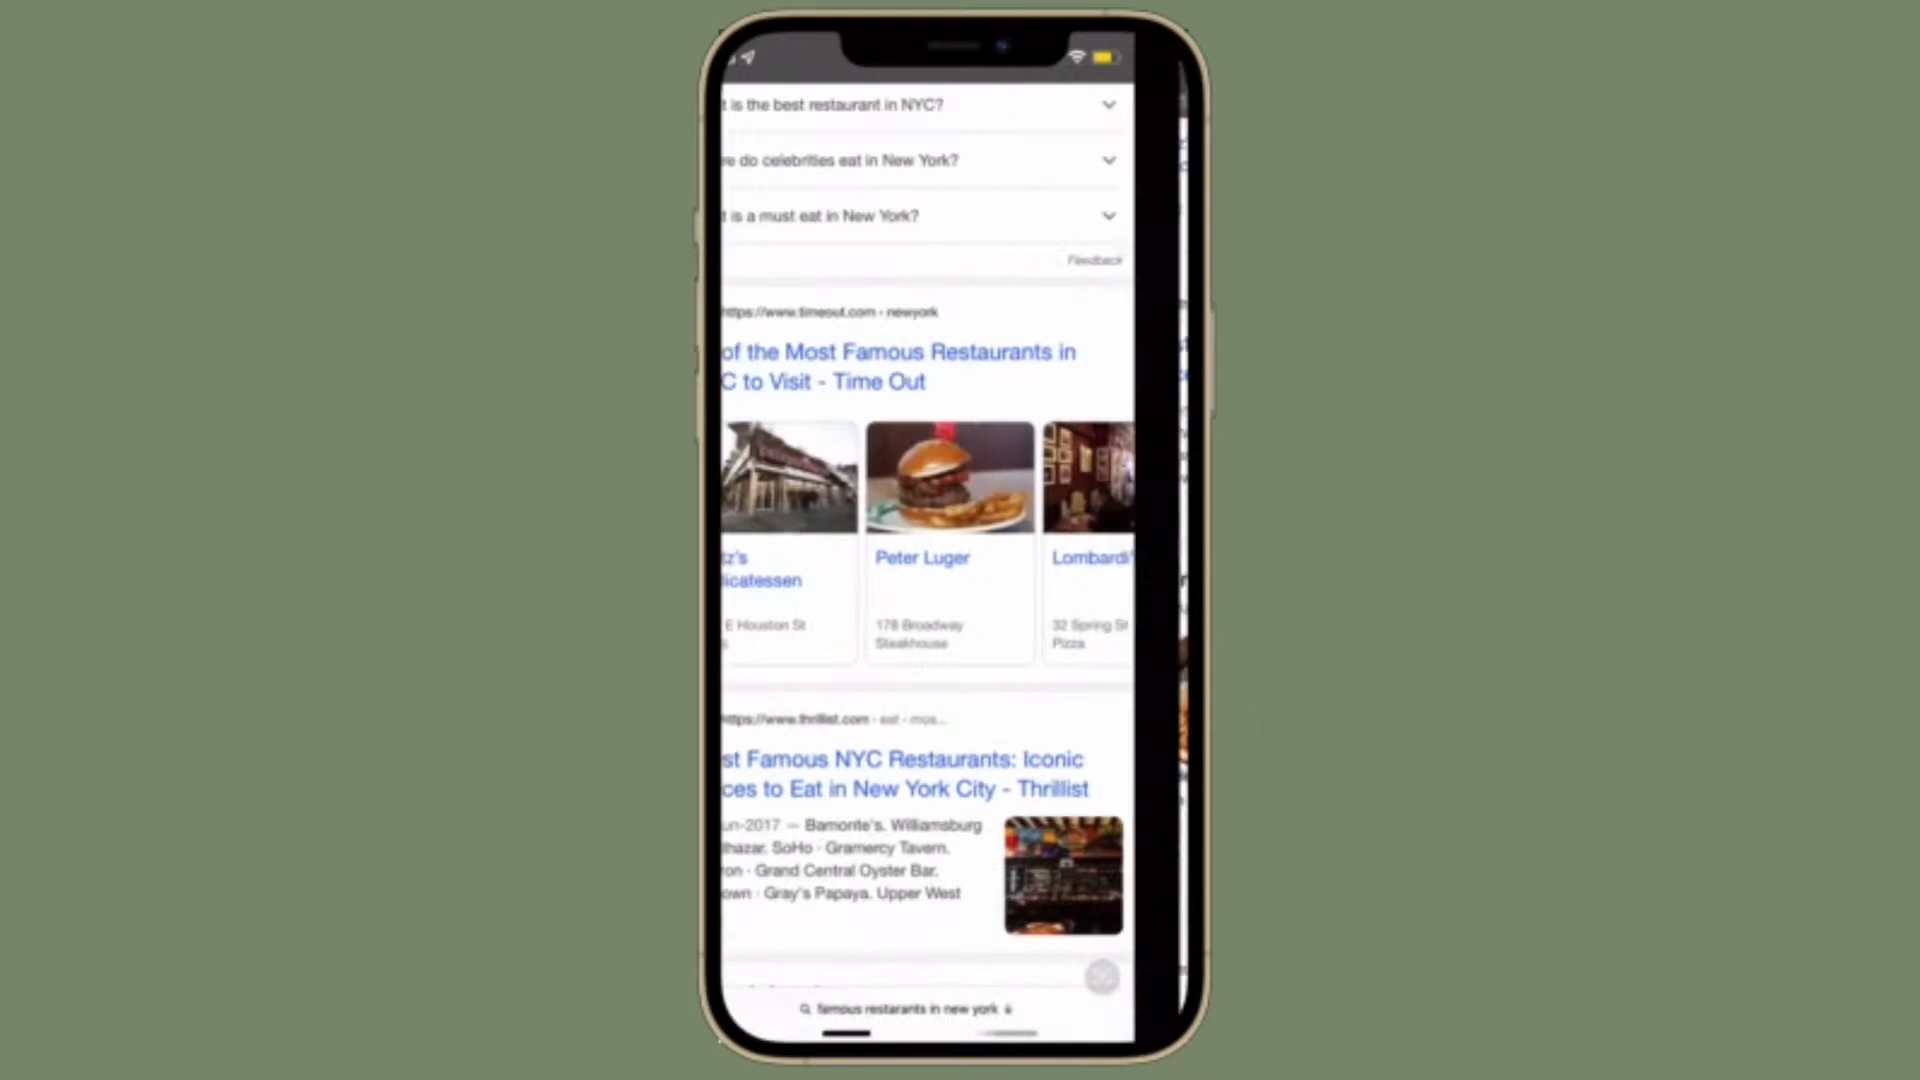 t is the best restaurant in NYC?
re do celebrities eat in New York?
t is a must eat in New York?
Feedback
https://www.timeout.com › newyork
of the Most Famous Restaurants in
C to Visit - Time Out
tz's
licatessen
E Houston St
Peter Luger
178 Broadway
Steakhouse
Lombardi'
32 Spring St
Pizza
https://www.thrillist.com › eat › mos...
st Famous NYC Restaurants: Iconic
ces to Eat in New York City - Thrillist
un-2017 — Bamonte's. Williamsburg
thazar. SoHo · Gramercy Tavern.
ron · Grand Central Oyster Bar.
own · Gray's Papaya. Upper West
famous restarants in new york